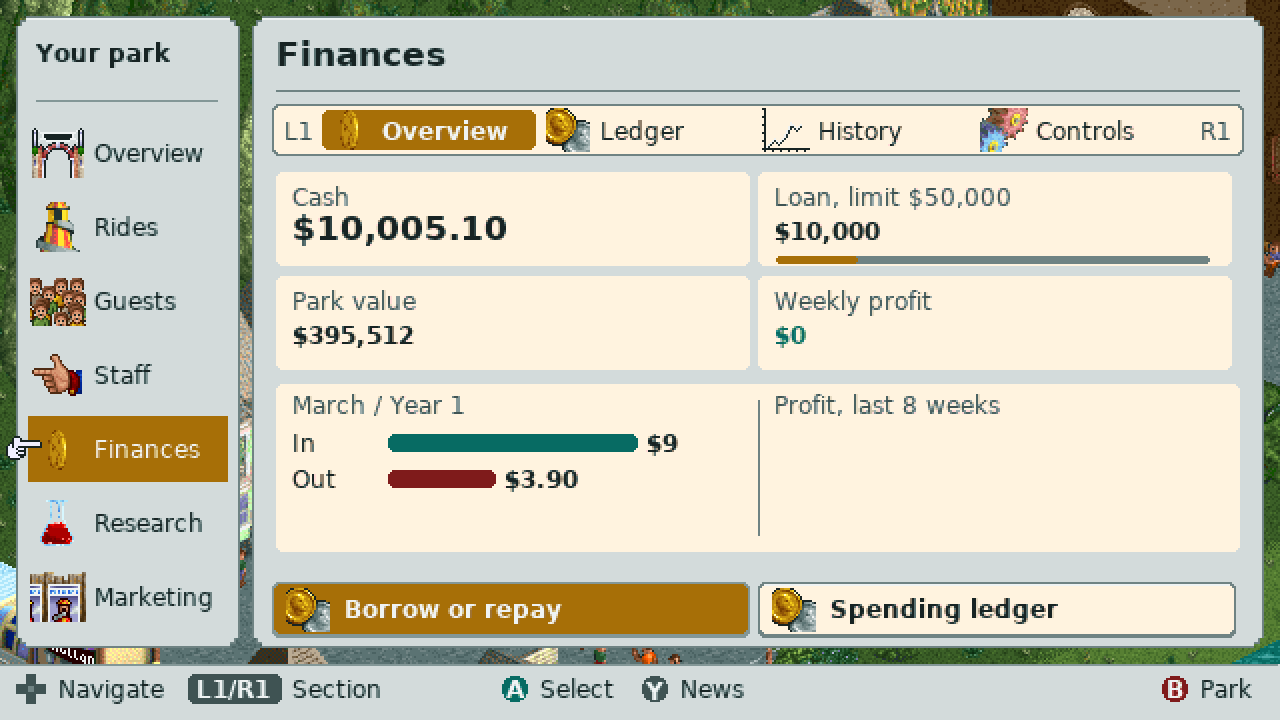 Your park
Overview
Rides
Guests
Staff
Finances
Research
Marketing
Finances
L1 Overview Ledger History Controls R1
Cash
$10,005.10
Loan, limit $50,000
$10,000
Park value
$395,512
Weekly profit
$0
March / Year 1
In $9
Out $3.90
Profit, last 8 weeks
Borrow or repay
Spending ledger
Navigate L1/R1 Section A Select Y News B Park